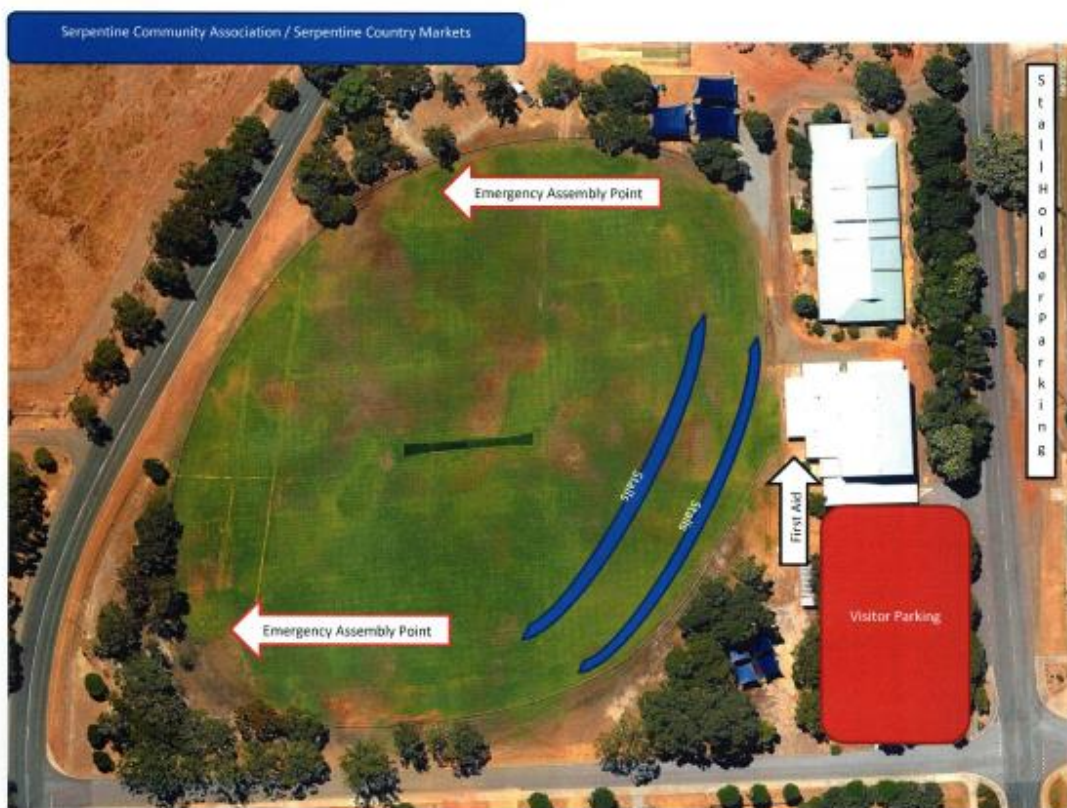 Serpentine Community Association / Serpentine Country Markets
Emergency Assembly Point
Stall Holder Parking
Stalls
Stalls
First Aid
Visitor Parking
Emergency Assembly Point